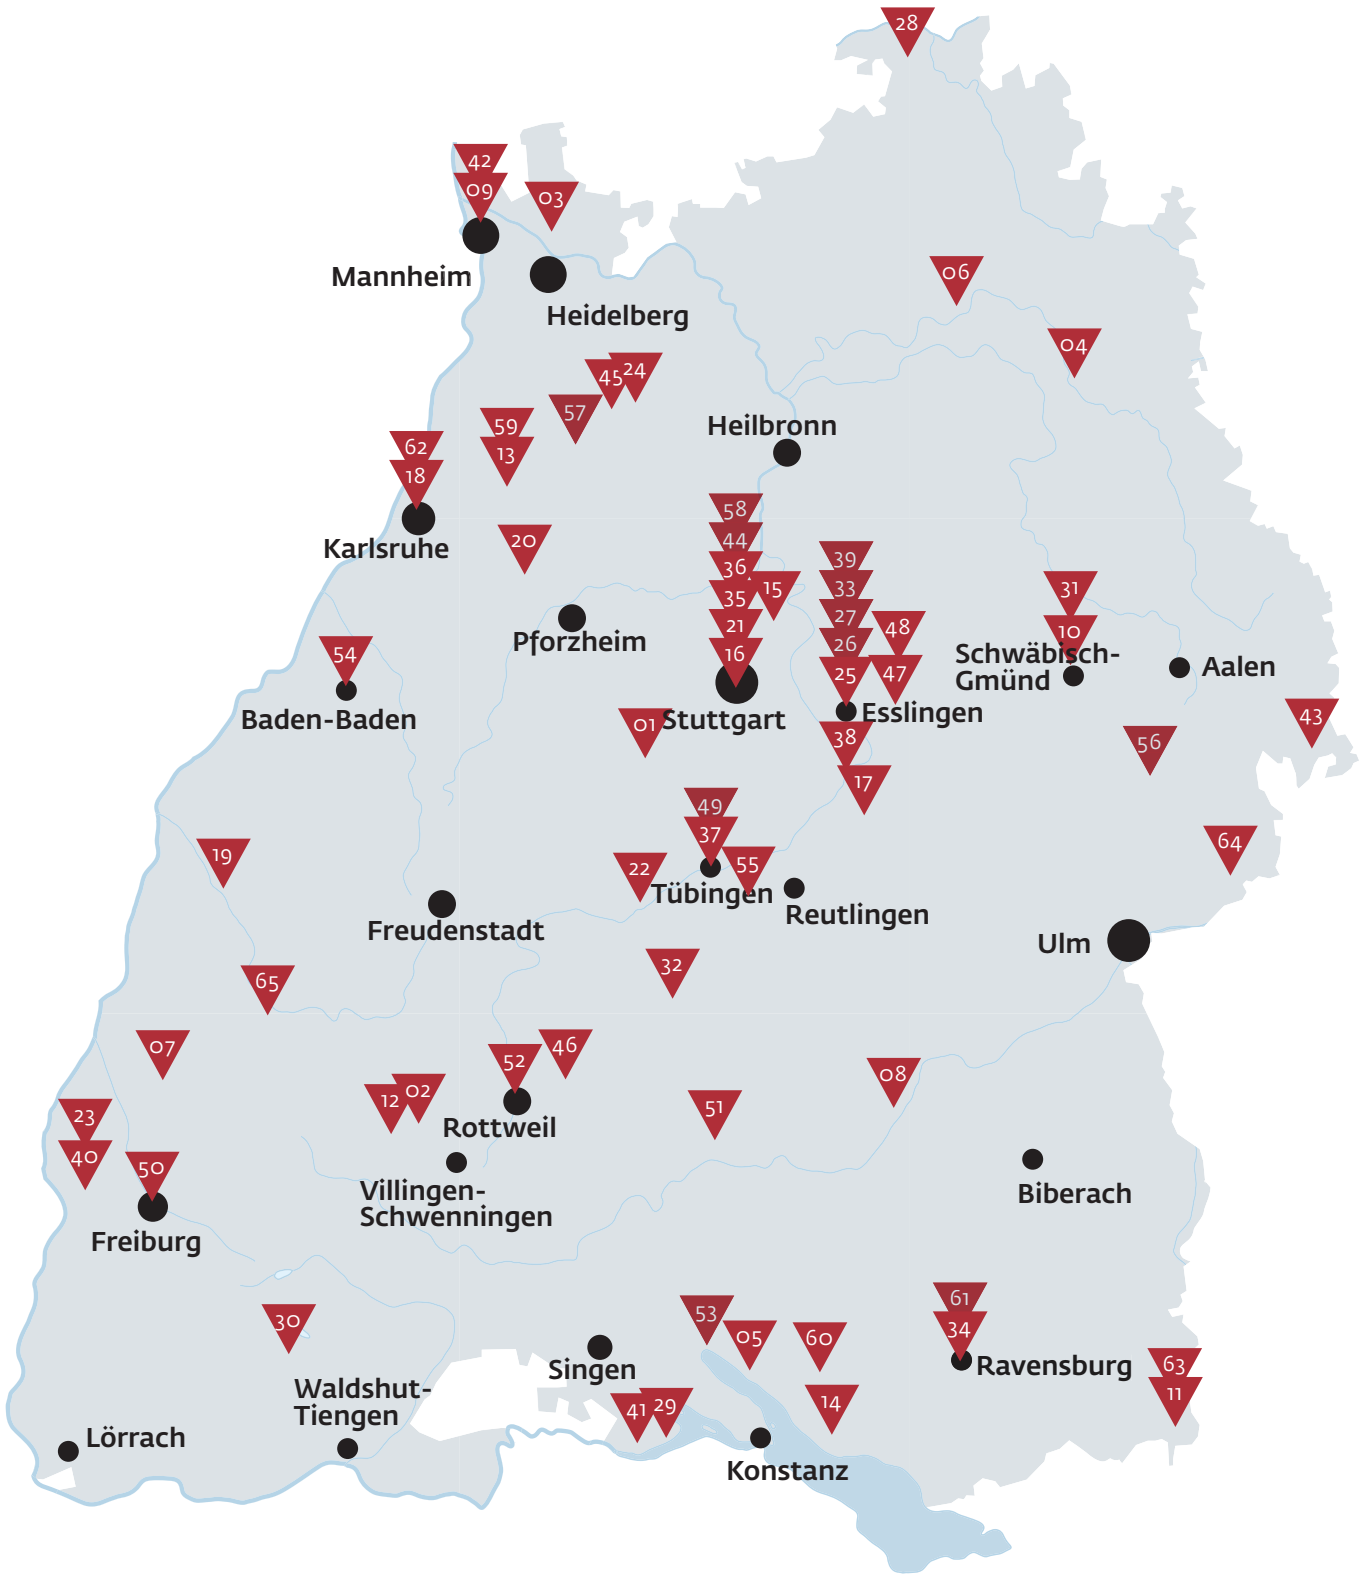 28
42
09
03
Mannheim
Heidelberg
06
04
45
24
57
59
13
Heilbronn
62
18
Karlsruhe
20
58
44
36
35
15
21
16
Stuttgart
39
33
27
26
25
48
47
Esslingen
38
17
31
10
Schwäbisch-
Gmünd
Aalen
43
56
64
Pforzheim
54
Baden-Baden
01
19
49
37
22
55
Tübingen
Reutlingen
Freudenstadt
Ulm
65
32
07
46
52
12
02
Rottweil
51
08
23
40
50
Freiburg
Villingen-
Schwenningen
Biberach
30
53
05
60
61
34
Ravensburg
63
11
Singen
41
29
14
Waldshut-
Tiengen
Lörrach
Konstanz